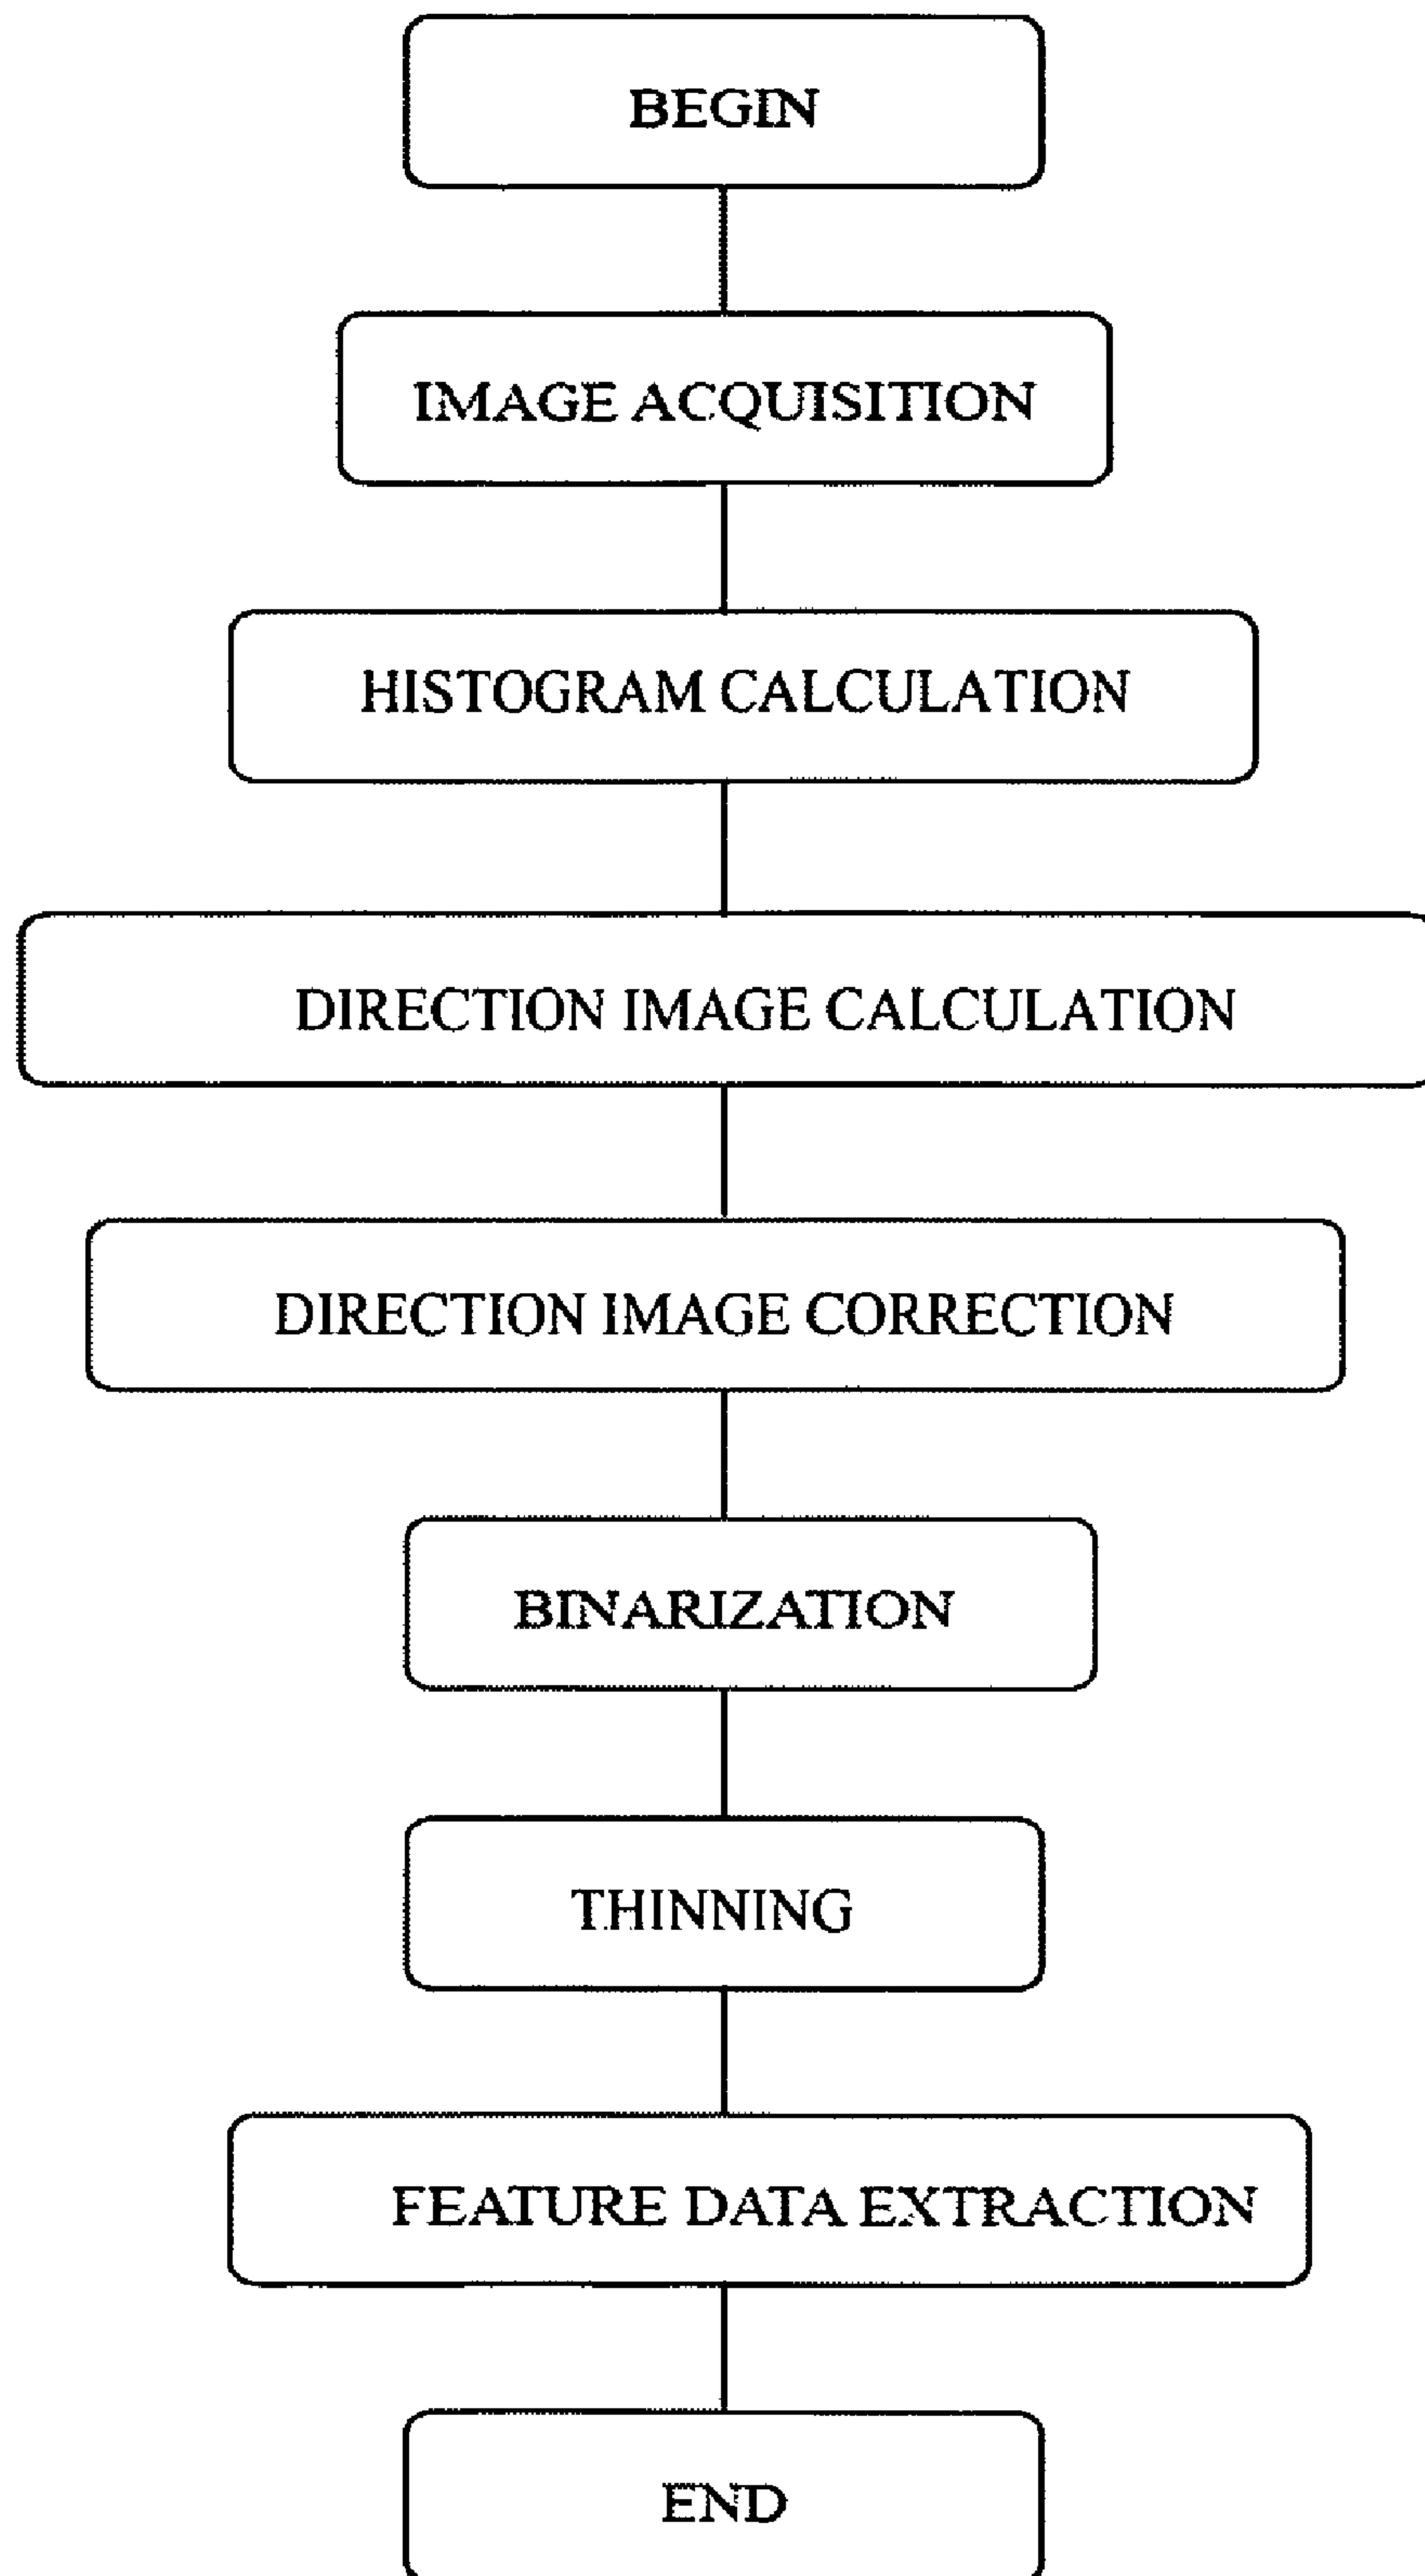 BEGIN
IMAGE ACQUISITION
HISTOGRAM CALCULATION
DIRECTION IMAGE CALCULATION
DIRECTION IMAGE CORRECTION
BINARIZATION
THINNING
FEATURE DATA EXTRACTION
END